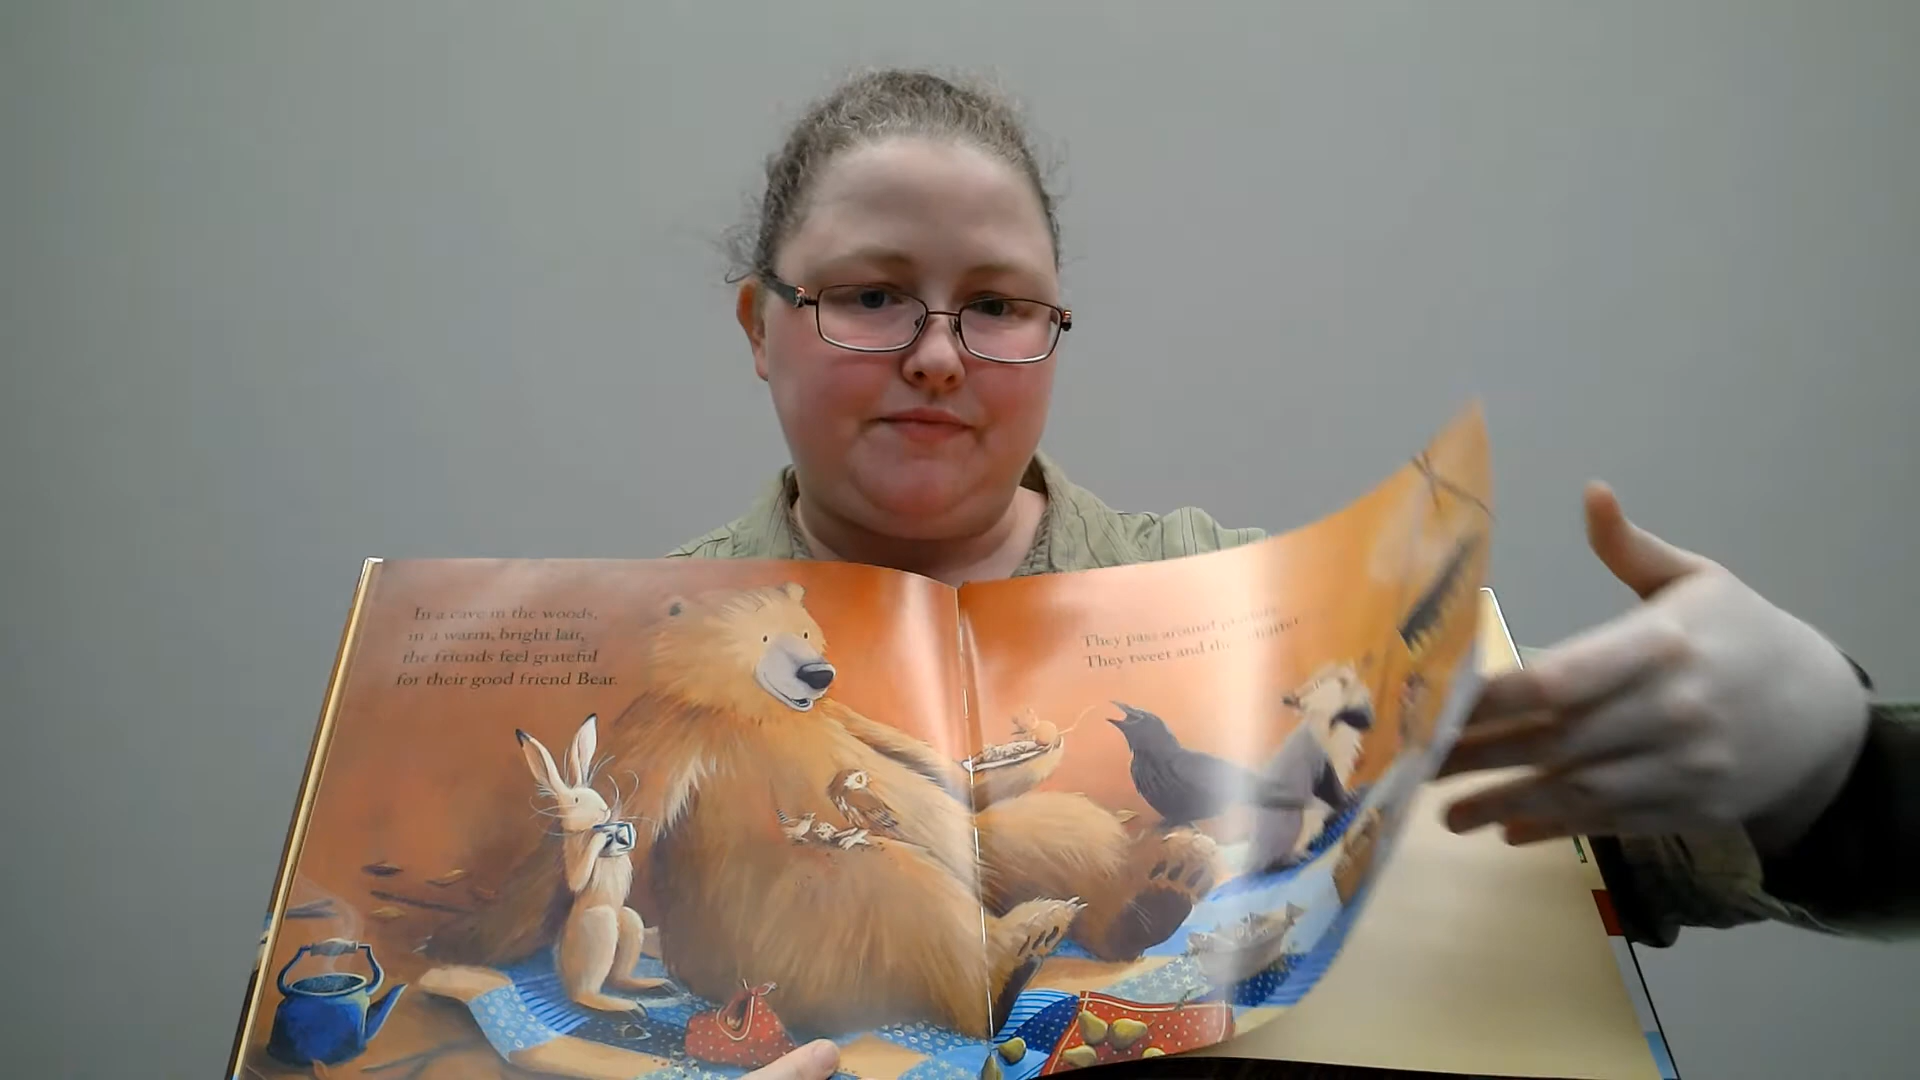 In a cave in the woods,
in a warm, bright lair,
the friends feel grateful
for their good friend Bear.
They pass around
They tweet and